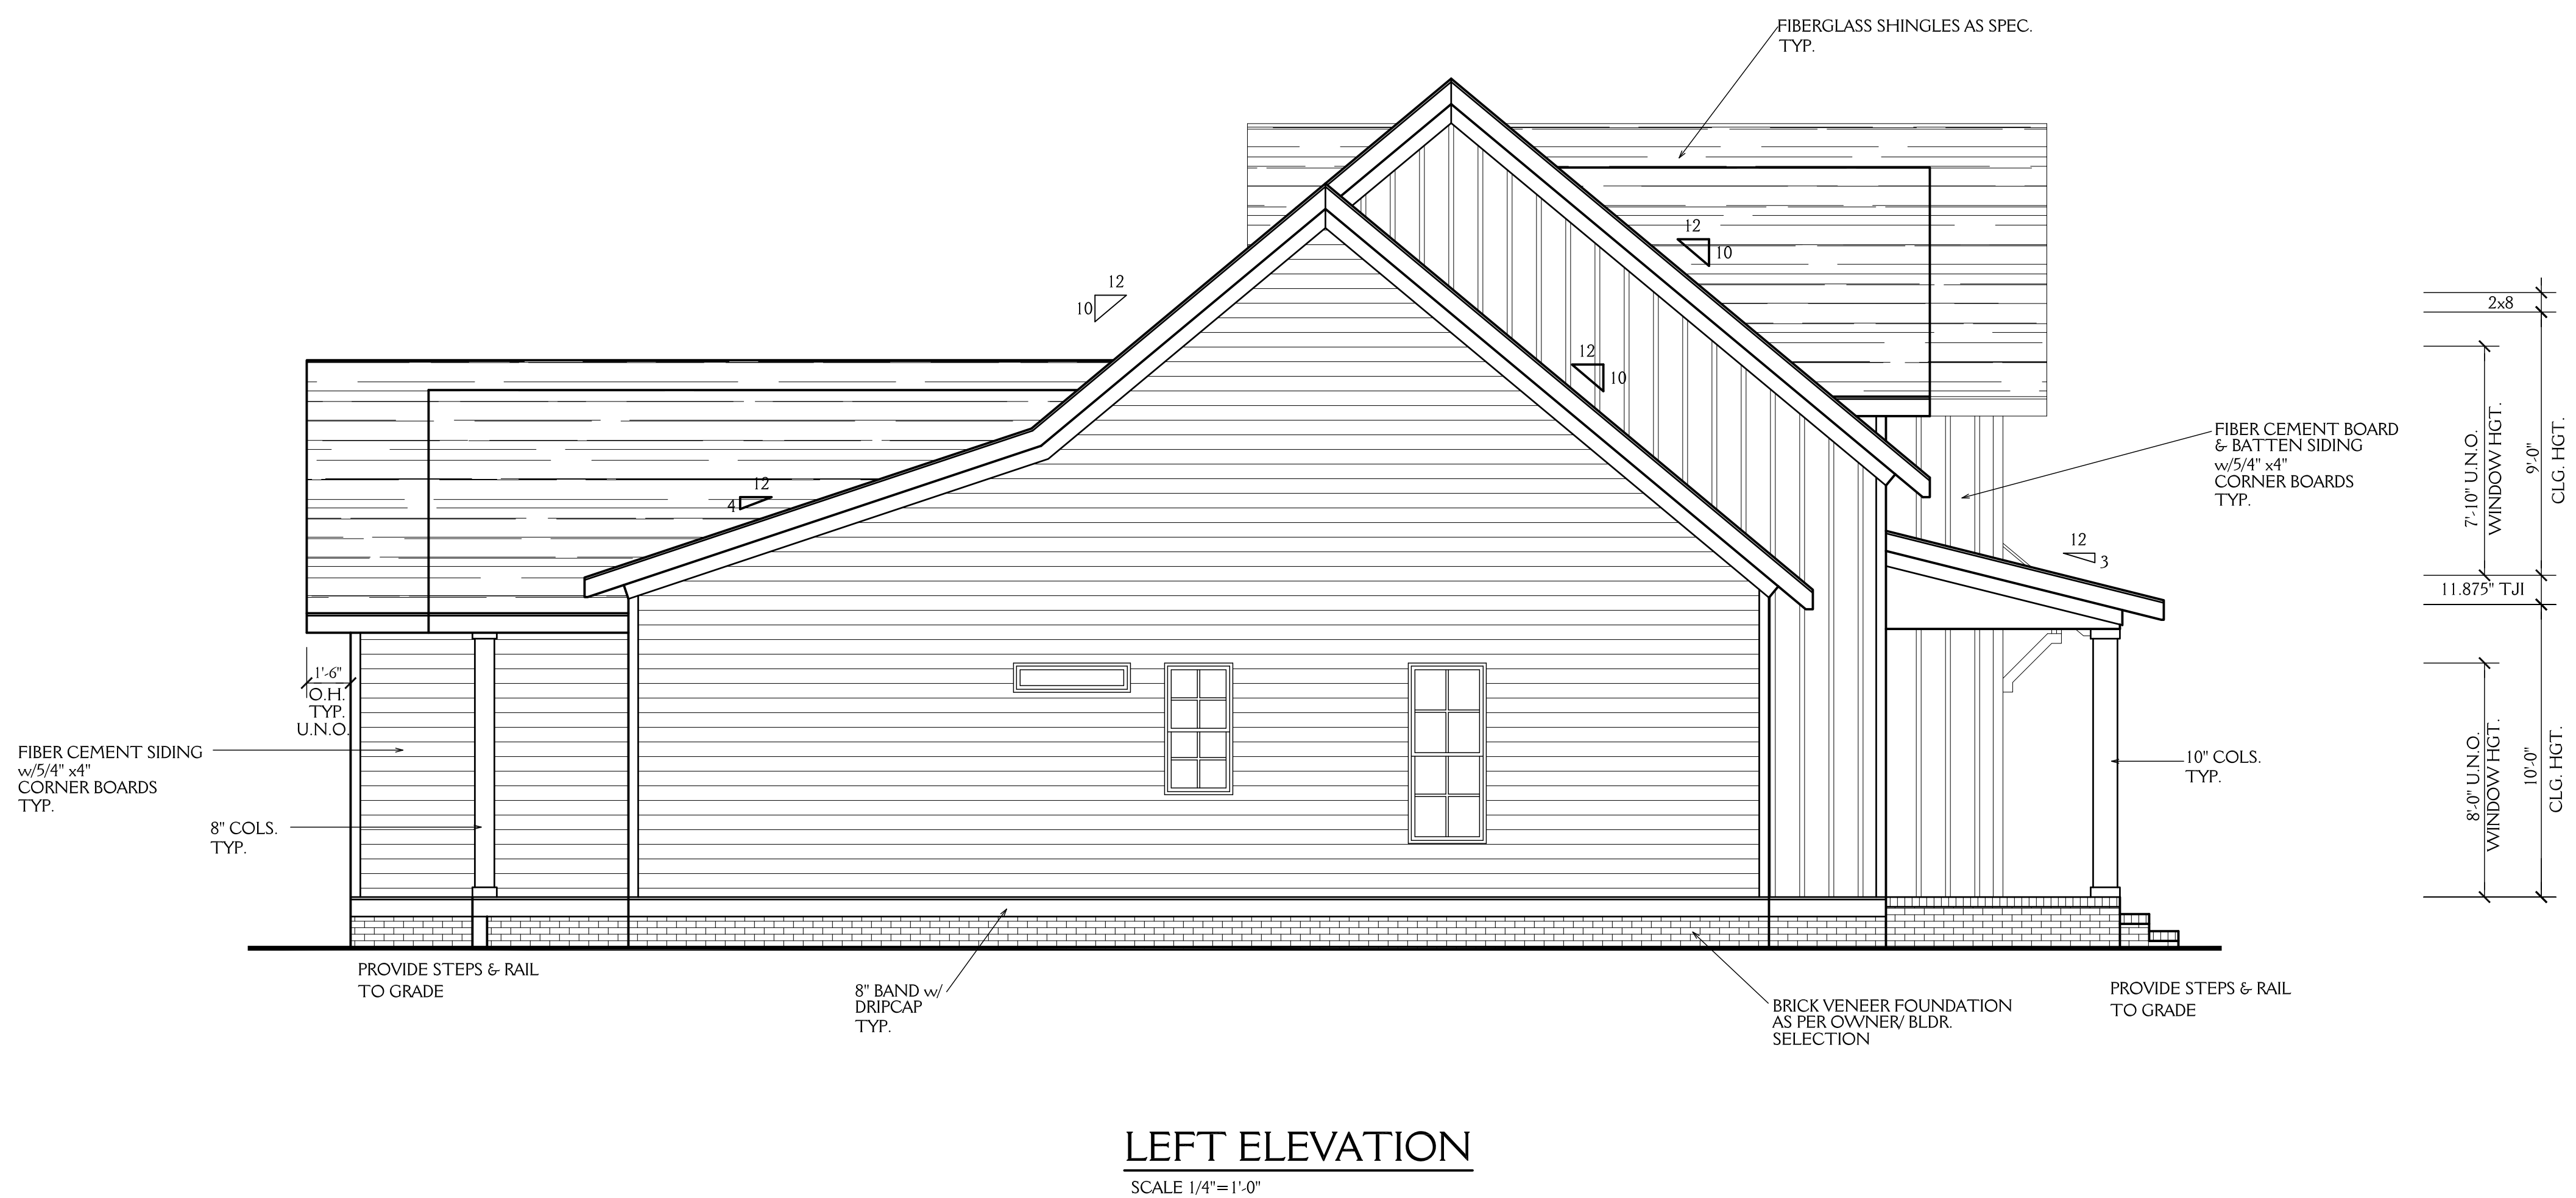 FIBERGLASS SHINGLES AS SPEC.
TYP.
12
10
12
10
2x8
12
10
7'-10" U.N.O.
WINDOW HGT.
9'-0"
CLG. HGT.
FIBER CEMENT BOARD
& BATTEN SIDING
w/5/4" x4"
CORNER BOARDS
TYP.
12
4
12
3
11.875" TJI
1'-6"
O.H.
TYP.
U.N.O.
FIBER CEMENT SIDING
w/5/4" x4"
CORNER BOARDS
TYP.
8" COLS.
TYP.
10" COLS.
TYP.
8'-0" U.N.O.
WINDOW HGT.
10'-0"
CLG. HGT.
PROVIDE STEPS & RAIL
TO GRADE
8" BAND w/
DRIPCAP
TYP.
BRICK VENEER FOUNDATION
AS PER OWNER/ BLDR.
SELECTION
PROVIDE STEPS & RAIL
TO GRADE
LEFT ELEVATION
SCALE 1/4"=1'-0"